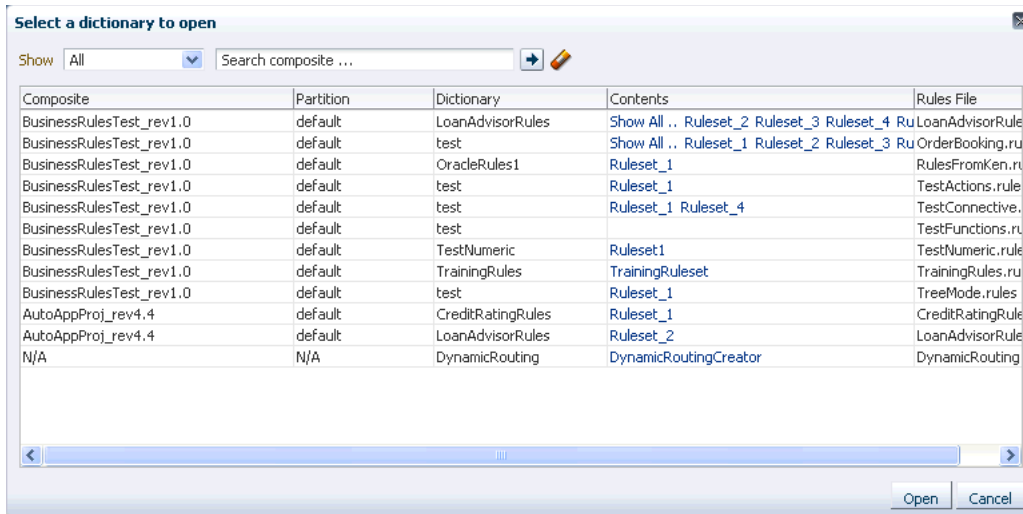 Select a dictionary to open
Show All Search composite ...
Composite Partition Dictionary Contents Rules File
BusinessRulesTest_rev1.0 default LoanAdvisorRules Show All .. Ruleset_2 Ruleset_3 Ruleset_4 Ru LoanAdvisorRule
BusinessRulesTest_rev1.0 default test Show All .. Ruleset_1 Ruleset_2 Ruleset_3 Ru OrderBooking.ru
BusinessRulesTest_rev1.0 default OracleRules1 Ruleset_1 RulesFromKen.ru
BusinessRulesTest_rev1.0 default test Ruleset_1 TestActions.rule
BusinessRulesTest_rev1.0 default test Ruleset_1 Ruleset_4 TestConnective.
BusinessRulesTest_rev1.0 default test TestFunctions.ru
BusinessRulesTest_rev1.0 default TestNumeric Ruleset1 TestNumeric.rule
BusinessRulesTest_rev1.0 default TrainingRules TrainingRuleset TrainingRules.ru
BusinessRulesTest_rev1.0 default test Ruleset_1 TreeMode.rules
AutoAppProj_rev4.4 default CreditRatingRules Ruleset_1 CreditRatingRule
AutoAppProj_rev4.4 default LoanAdvisorRules Ruleset_2 LoanAdvisorRule
N/A N/A DynamicRouting DynamicRoutingCreator DynamicRouting
Open Cancel